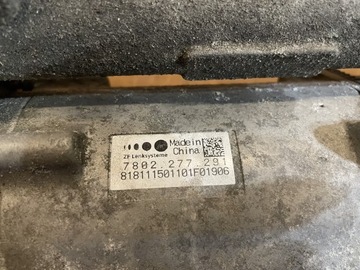 Made in
China
ZF Lenksysteme
7802.277.291
818111501101F01906